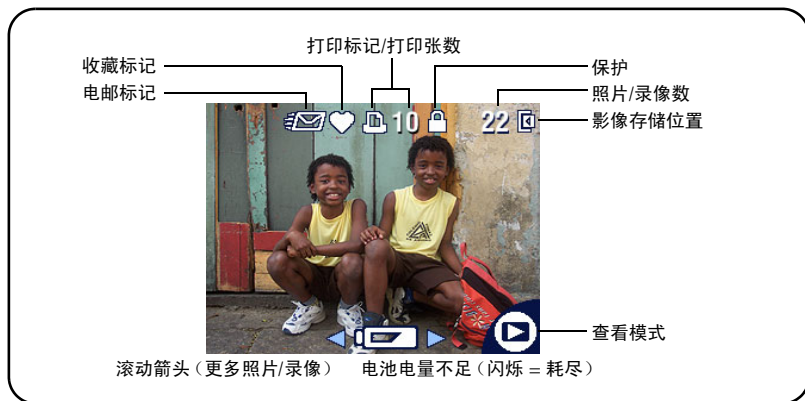 打印标记/打印张数
收藏标记
保护
电邮标记
照片/录像数
影像存储位置
10
22
查看模式
滚动箭头（更多照片/录像）
电池电量不足（闪烁 = 耗尽）